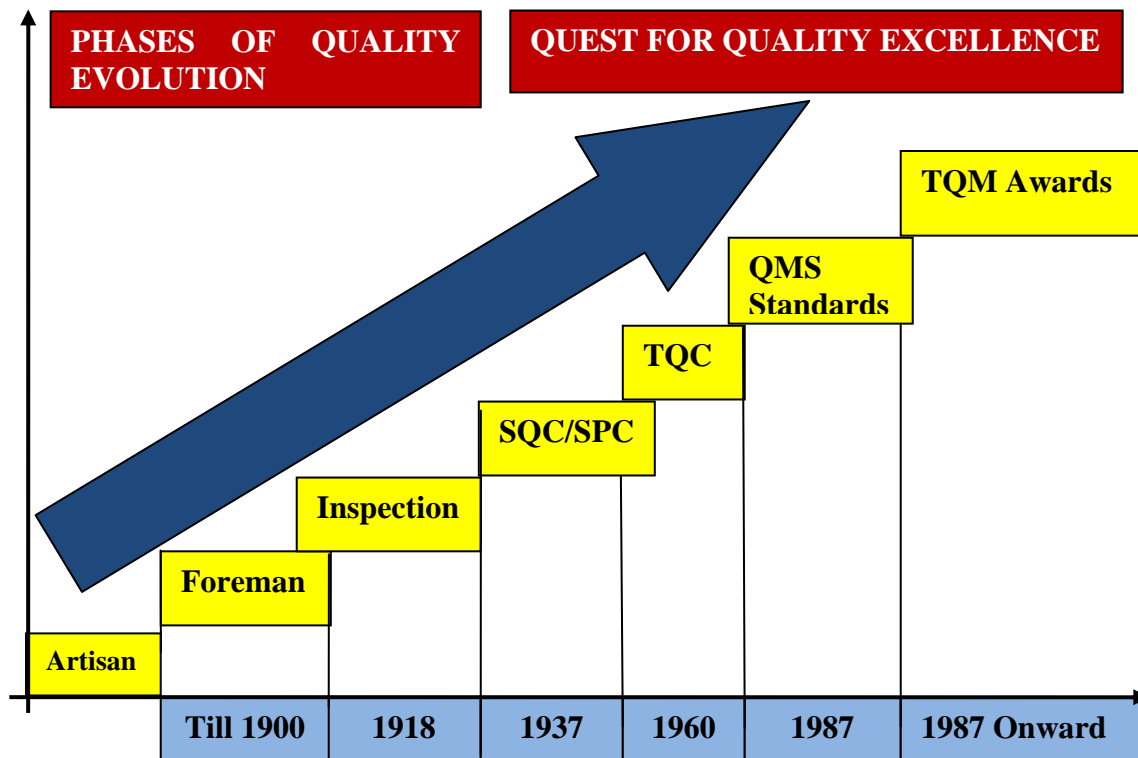 PHASES OF QUALITY
EVOLUTION
QUEST FOR QUALITY EXCELLENCE
TQM Awards
QMS
Standards
TQC
SQC/SPC
Inspection
Foreman
Artisan
Till 1900
1918
1937
1960
1987
1987 Onward